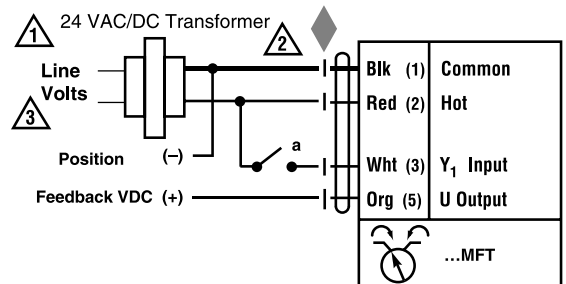 1 24 VAC/DC Transformer 2
Line
Volts
3
Blk (1) Common
Red (2) Hot
a
Position (–)
Wht (3) Y1 Input
Feedback VDC (+)
Org (5) U Output
...MFT